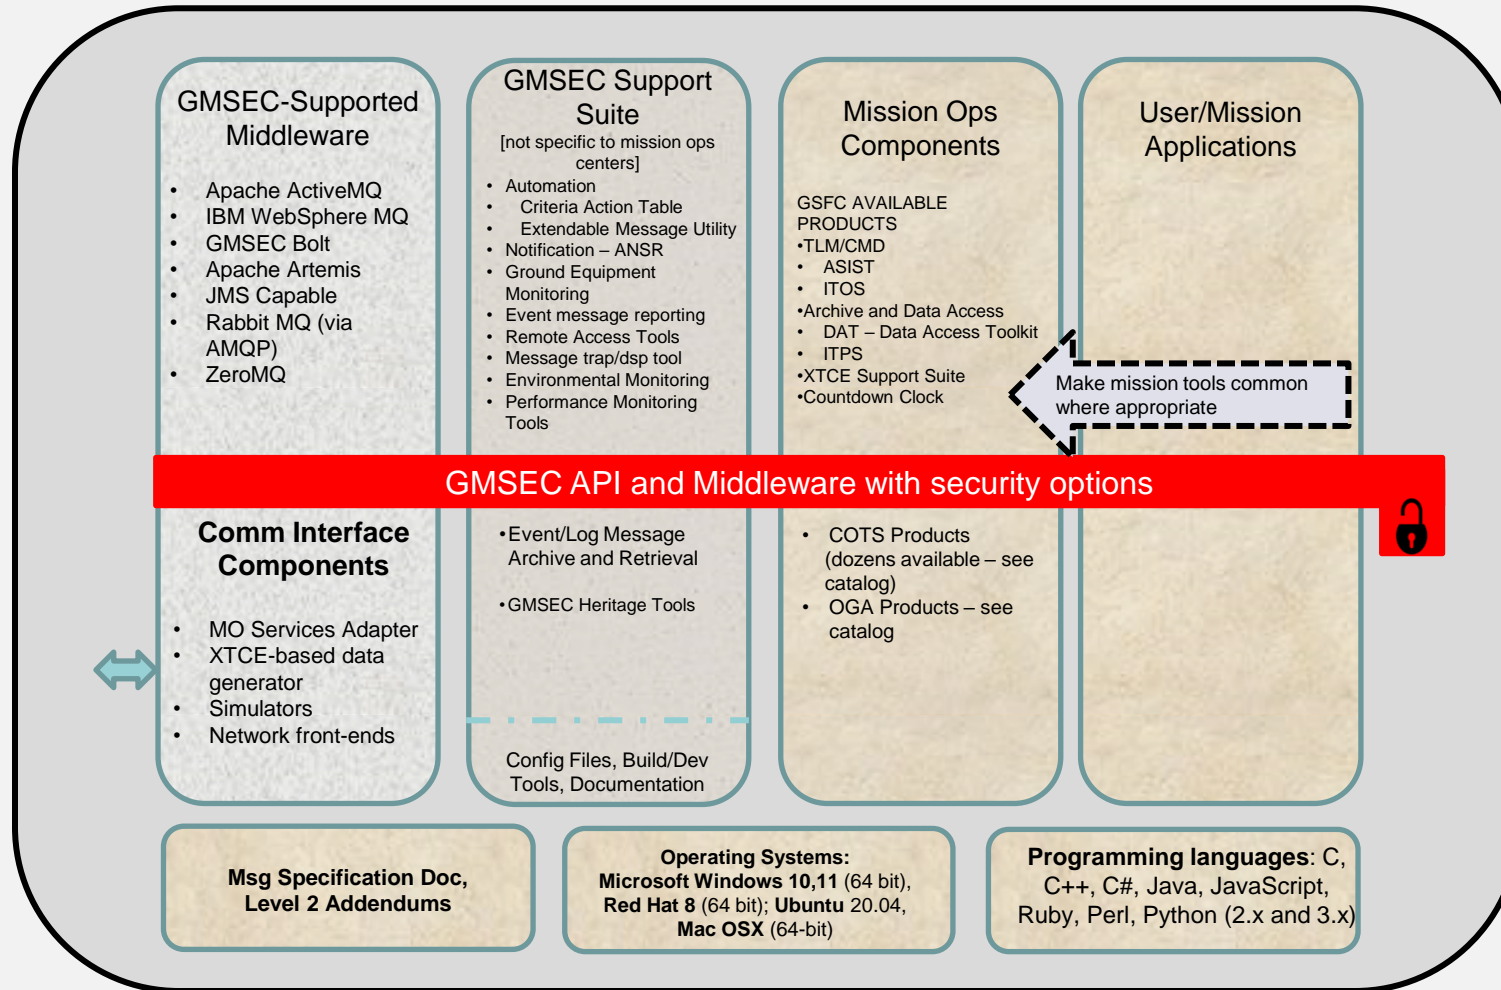 GMSEC-Supported
Middleware
• Apache ActiveMQ
• IBM WebSphere MQ
• GMSEC Bolt
• Apache Artemis
• JMS Capable
• Rabbit MQ (via
AMQP)
• ZeroMQ
GMSEC Support
Suite
[not specific to mission ops
centers]
• Automation
• Criteria Action Table
• Extendable Message Utility
• Notification – ANSR
• Ground Equipment
Monitoring
• Event message reporting
• Remote Access Tools
• Message trap/dsp tool
• Environmental Monitoring
• Performance Monitoring
Tools
Mission Ops
Components
GSFC AVAILABLE
PRODUCTS
•TLM/CMD
• ASIST
• ITOS
•Archive and Data Access
• DAT – Data Access Toolkit
• ITPS
•XTCE Support Suite
•Countdown Clock
User/Mission
Applications
Make mission tools common
where appropriate
GMSEC API and Middleware with security options
Comm Interface
Components
• MO Services Adapter
• XTCE-based data
generator
• Simulators
• Network front-ends
•Event/Log Message
Archive and Retrieval
•GMSEC Heritage Tools
Config Files, Build/Dev
Tools, Documentation
• COTS Products
(dozens available – see
catalog)
• OGA Products – see
catalog
Msg Specification Doc,
Level 2 Addendums
Operating Systems:
Microsoft Windows 10,11 (64 bit),
Red Hat 8 (64 bit); Ubuntu 20.04,
Mac OSX (64-bit)
Programming languages: C,
C++, C#, Java, JavaScript,
Ruby, Perl, Python (2.x and 3.x)